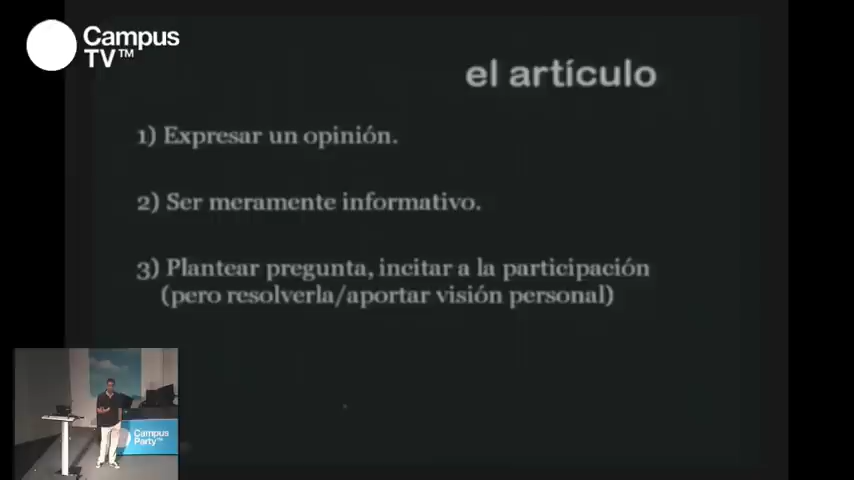 Campus
TV™
el artículo
1) Expresar un opinión.
2) Ser meramente informativo.
3) Plantear pregunta, incitar a la participación
(pero resolverla/aportar visión personal)
Campus
Party™